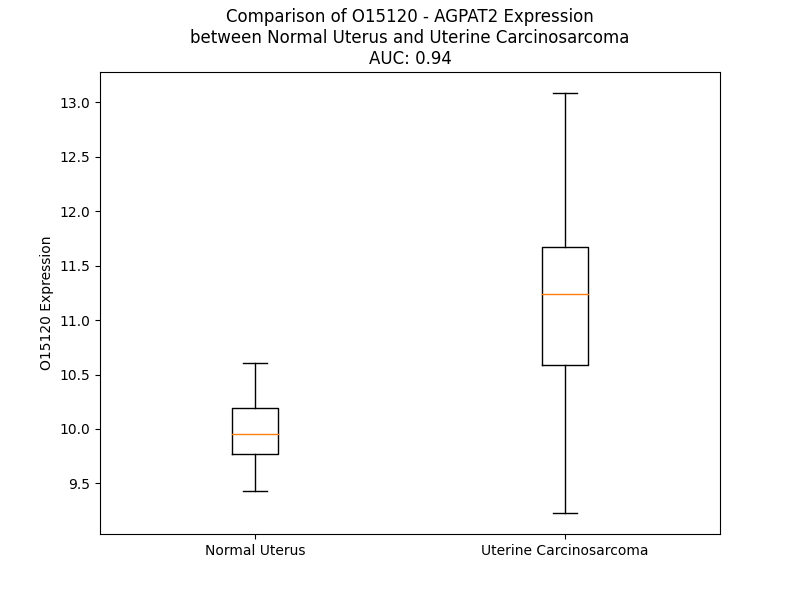 Comparison of O15120 - AGPAT2 Expression
between Normal Uterus and Uterine Carcinosarcoma
AUC: 0.94
13.0
12.5
12.0
11.5
11.0
10.5
10.0
9.5
O15120 Expression
Normal Uterus
Uterine Carcinosarcoma